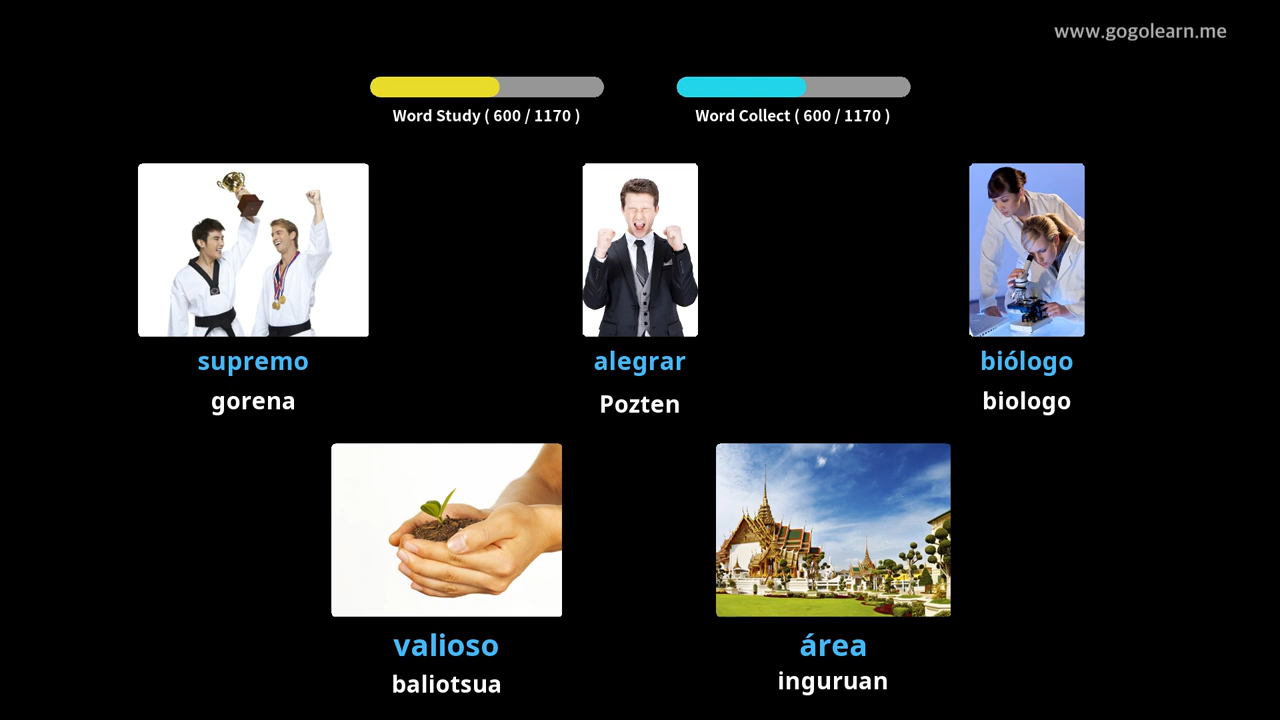 www.gogolearn.me
Word Study ( 600 / 1170 )
Word Collect ( 600 / 1170 )
supremo
gorena
alegrar
Pozten
biólogo
biologo
valioso
baliotsua
área
inguruan